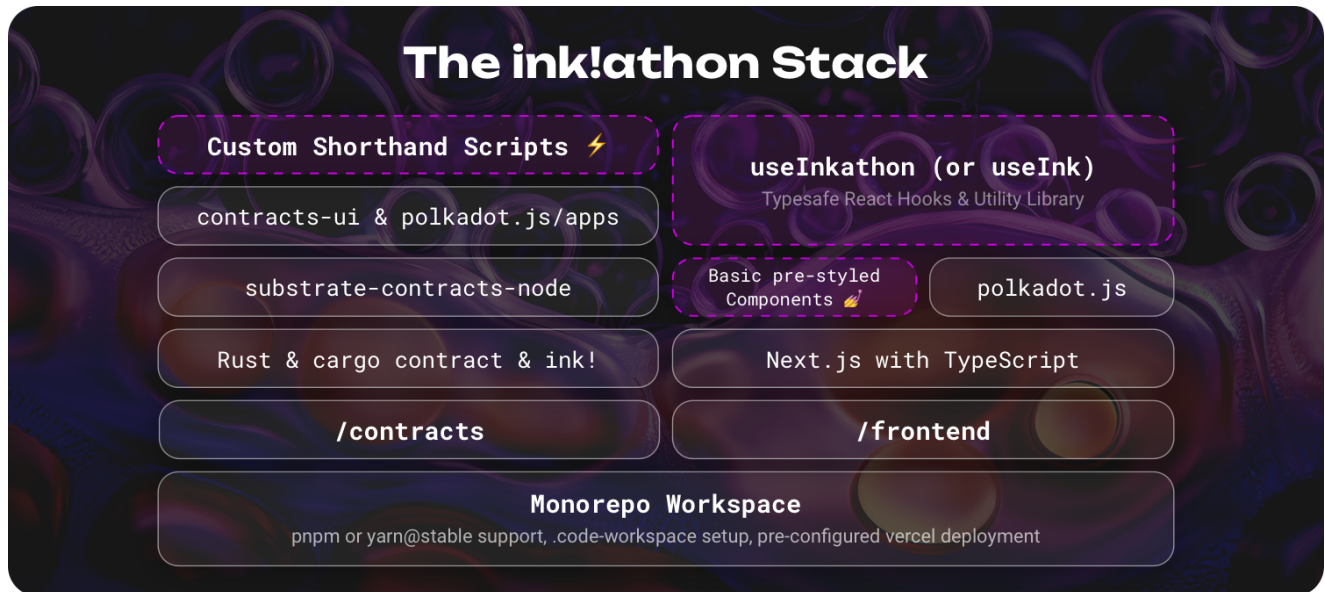 The ink!athon Stack
Custom Shorthand Scripts ⚡
contracts-ui & polkadot.js/apps
substrate-contracts-node
Rust & cargo contract & ink!
/contracts
useInkathon (or useInk)
Typesafe React Hooks & Utility Library
Basic pre-styled
Components 💅
polkadot.js
Next.js with TypeScript
/frontend
Monorepo Workspace
pnpm or yarn@stable support, .code-workspace setup, pre-configured vercel deployment